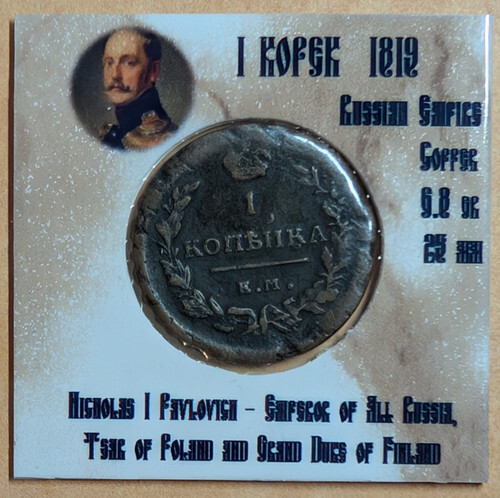 1 KOPEK 1819
Russian Empire
Copper
6.8 gr
25 mm
1
КОПѢЙКА
Е.М.
Nicholas I Pavlovich – Emperor of All Russia,
Tsar of Poland and Grand Duke of Finland